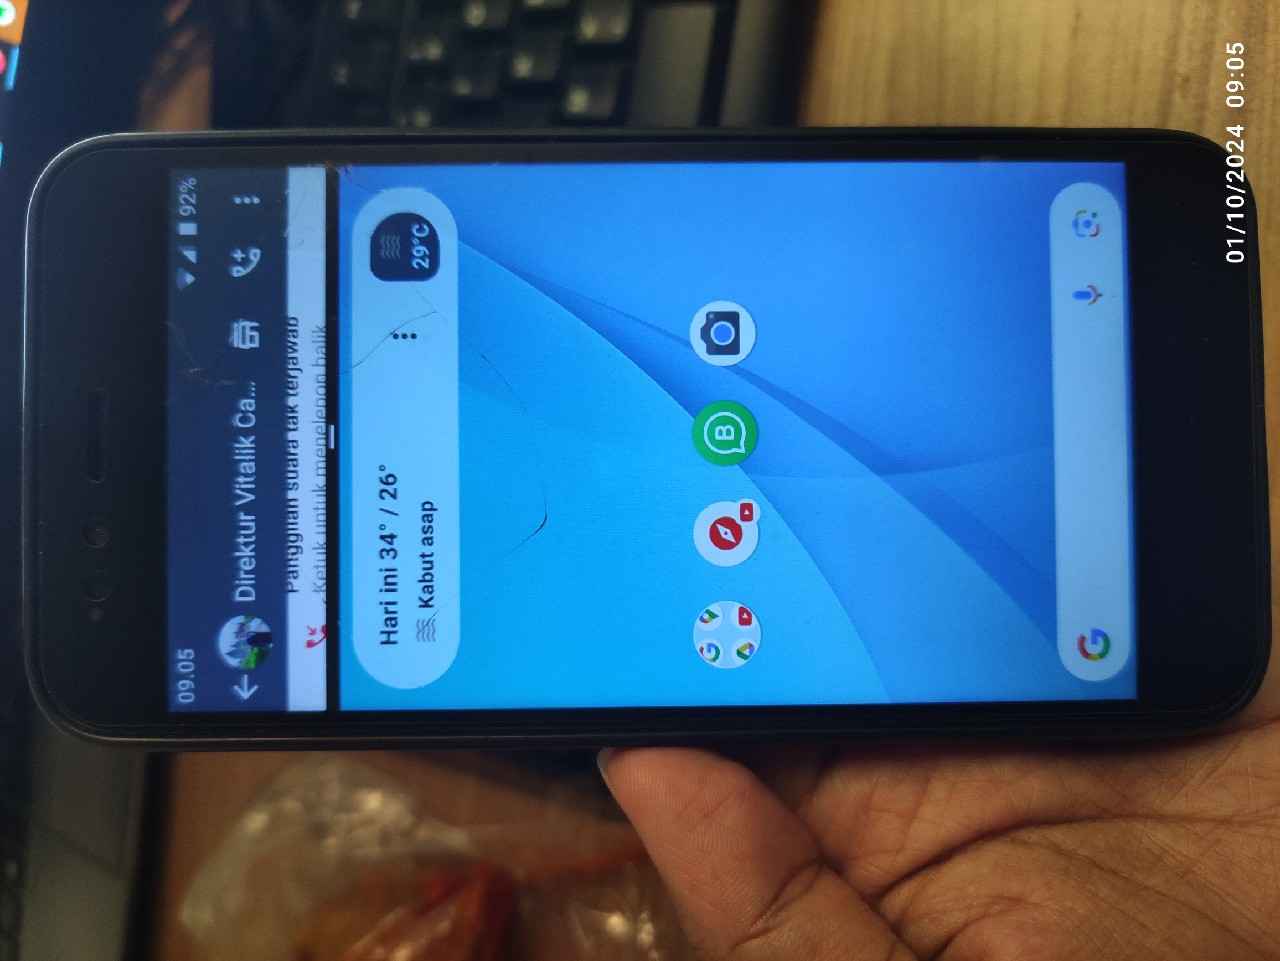 09.05
92%
Direktur Vitalik Ca...
Panggilan suara tak terjawab
Ketuk untuk menelepon balik
Hari ini 34° / 26°
Kabut asap
29°C
B
G
01/10/2024 09:05